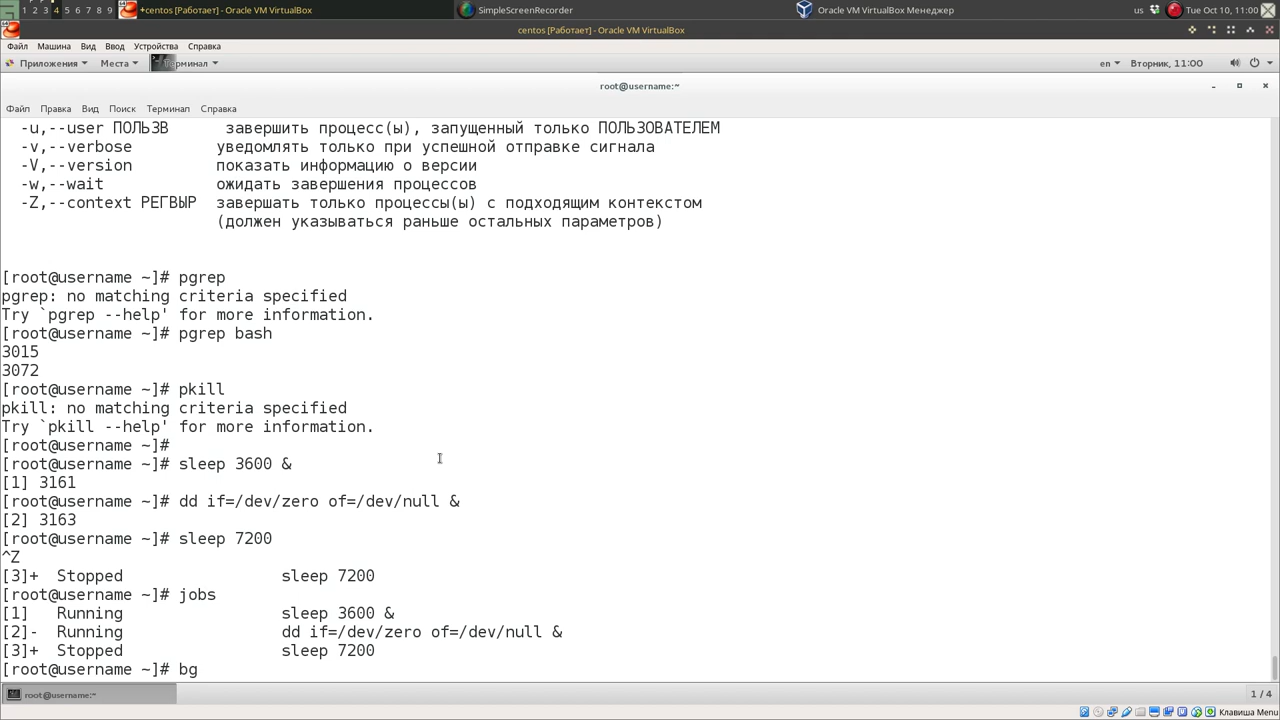 1 2 3 4 5 6 7 8 9 +centos [Работает] - Oracle VM VirtualBox SimpleScreenRecorder Oracle VM VirtualBox Менеджер us Tue Oct 10, 11:00
centos [Работает] - Oracle VM VirtualBox
Файл Машина Вид Ввод Устройства Справка
Приложения Места Терминал en Вторник, 11:00
root@username:~
Файл Правка Вид Поиск Терминал Справка
-u,--user ПОЛЬЗВ завершить процесс(ы), запущенный только ПОЛЬЗОВАТЕЛЕМ
-v,--verbose уведомлять только при успешной отправке сигнала
-V,--version показать информацию о версии
-w,--wait ожидать завершения процессов
-Z,--context РЕГВЫР завершать только процессы(ы) с подходящим контекстом
(должен указываться раньше остальных параметров)
[root@username ~]# pgrep
pgrep: no matching criteria specified
Try `pgrep --help' for more information.
[root@username ~]# pgrep bash
3015
3072
[root@username ~]# pkill
pkill: no matching criteria specified
Try `pkill --help' for more information.
[root@username ~]#
[root@username ~]# sleep 3600 &
[1] 3161
[root@username ~]# dd if=/dev/zero of=/dev/null &
[2] 3163
[root@username ~]# sleep 7200
^Z
[3]+ Stopped sleep 7200
[root@username ~]# jobs
[1] Running sleep 3600 &
[2]- Running dd if=/dev/zero of=/dev/null &
[3]+ Stopped sleep 7200
[root@username ~]# bg
root@username:~ 1 / 4
Клавиша Menu